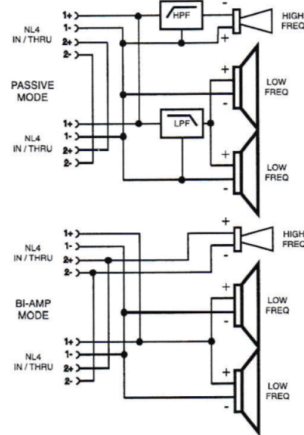 1+
NL4 1-
IN / THRU 2+
2-
HPF
-
+
HIGH
FREQ
PASSIVE
MODE
+
-
LOW
FREQ
NL4 1+
IN / THRU 1-
2+
2-
LPF
+
-
LOW
FREQ
1+
NL4 1-
IN / THRU 2+
2-
+
-
HIGH
FREQ
BI-AMP
MODE
+
-
LOW
FREQ
NL4 1+
IN / THRU 1-
2+
2-
+
-
LOW
FREQ